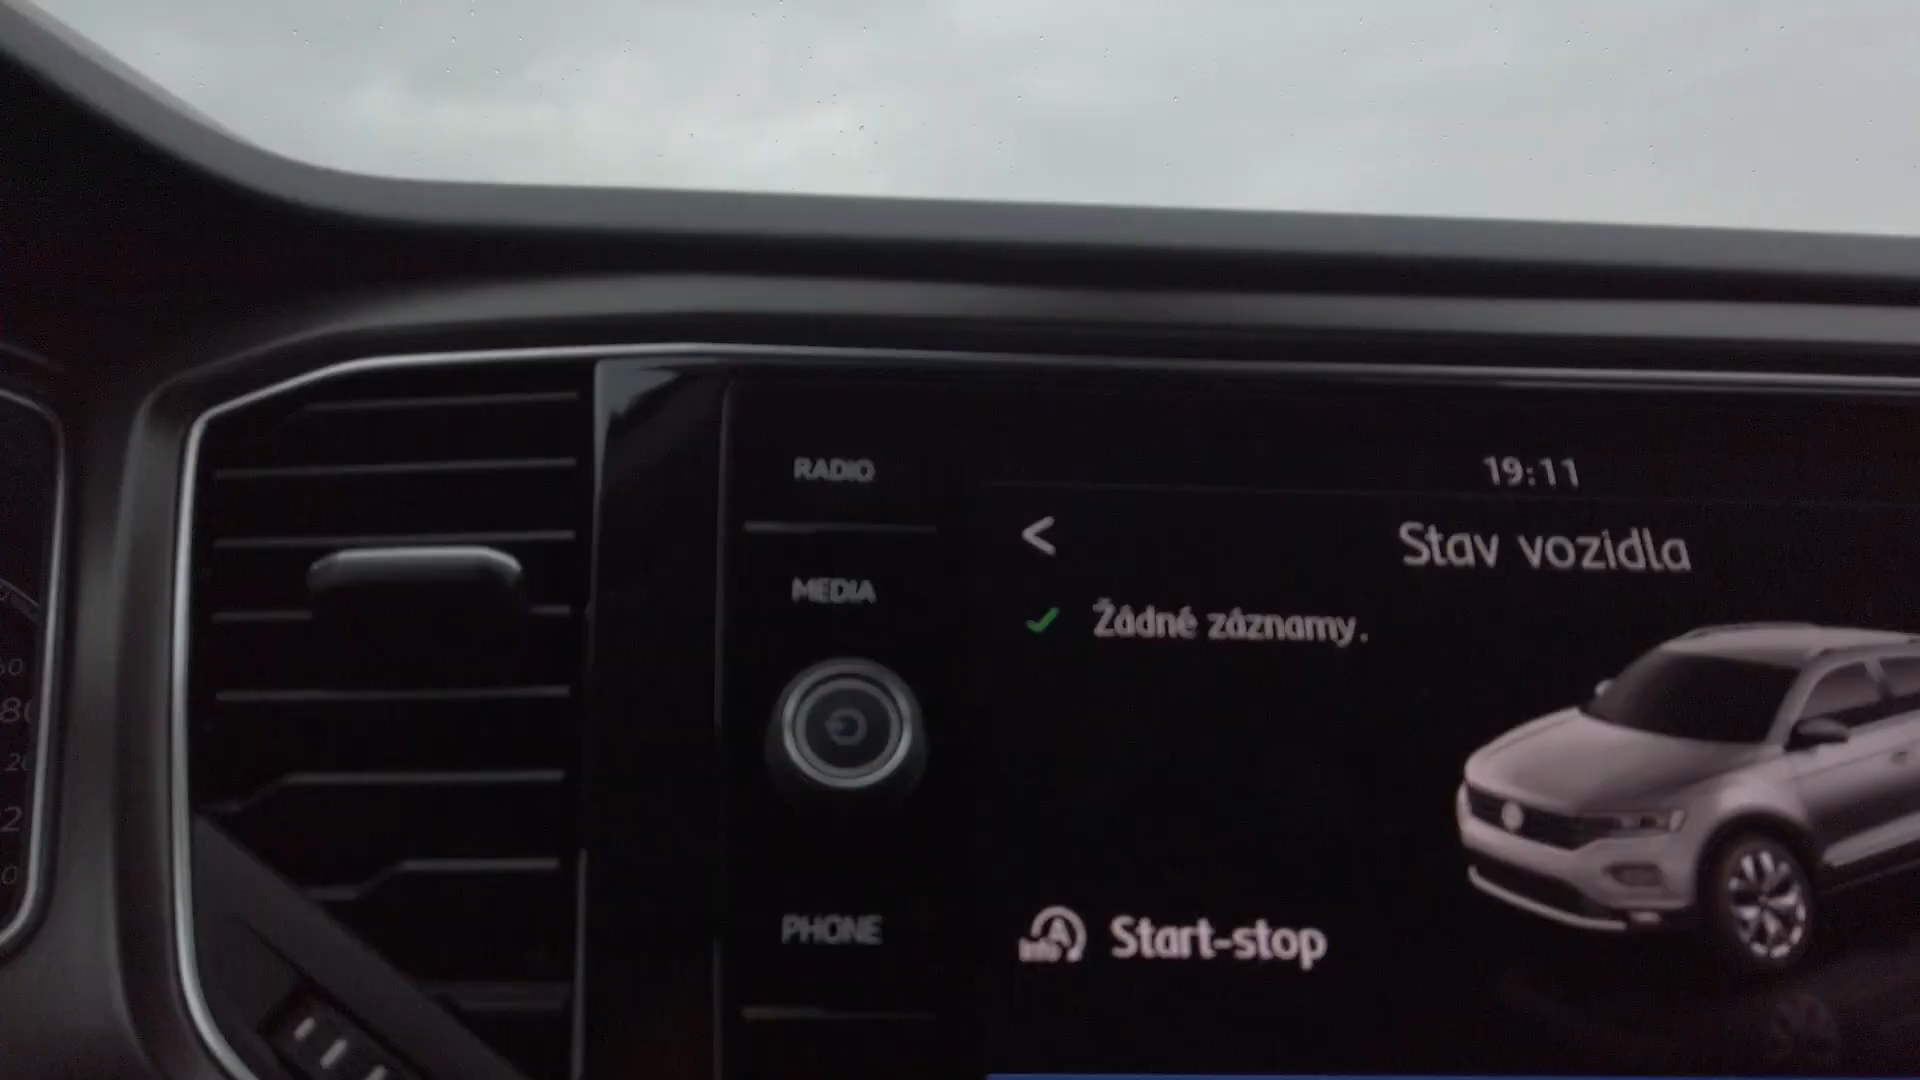 RADIO
MEDIA
PHONE
19:11
<
Stav vozidla
Žádné záznamy.
Start-stop